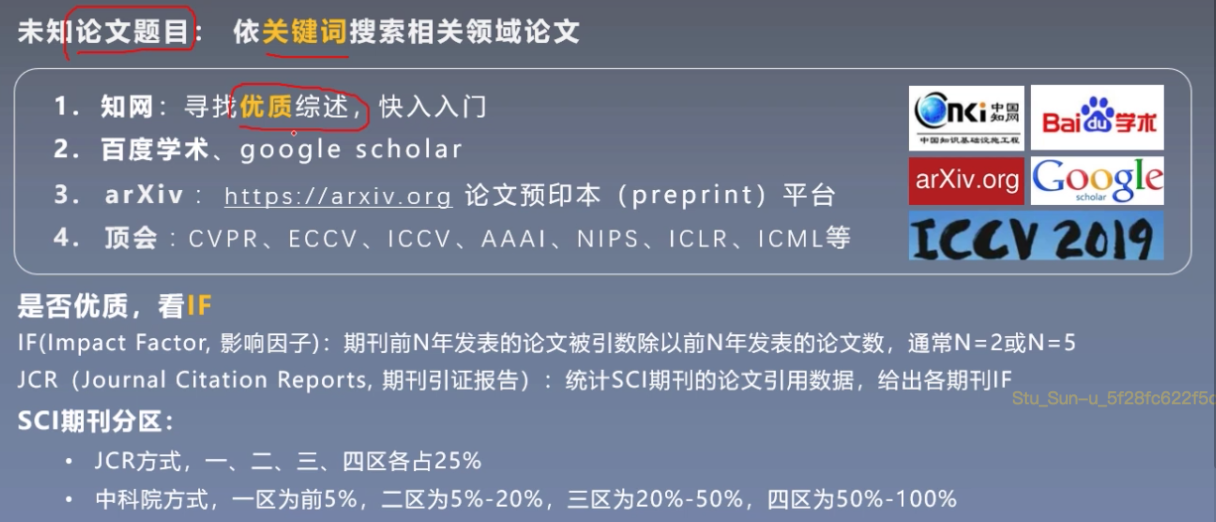 未知论文题目： 依关键词搜索相关领域论文
1. 知网：寻找优质综述，快入入门
2. 百度学术、google scholar
3. arXiv：https://arxiv.org 论文预印本（preprint）平台
4. 顶会：CVPR、ECCV、ICCV、AAAI、NIPS、ICLR、ICML等
cnki 中国知网
中国知识基础设施工程
Bai du 学术
arXiv.org
Google
scholar
ICCV 2019
是否优质，看IF
IF(Impact Factor, 影响因子)：期刊前N年发表的论文被引数除以前N年发表的论文数，通常N=2或N=5
JCR（Journal Citation Reports, 期刊引证报告）：统计SCI期刊的论文引用数据，给出各期刊IF
Stu_Sun-u_5f28fc622f5c
SCI期刊分区：
• JCR方式，一、二、三、四区各占25%
• 中科院方式，一区为前5%，二区为5%-20%，三区为20%-50%，四区为50%-100%